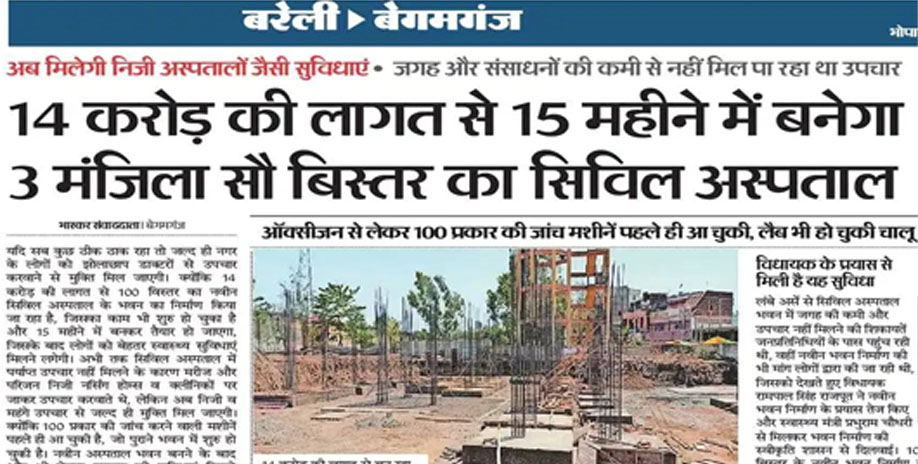 बरेली ▸ बेगमगंज
भोपा
अब मिलेगी निजी अस्पतालों जैसी सुविधाएं • जगह और संसाधनों की कमी से नहीं मिल पा रहा था उपचार
14 करोड़ की लागत से 15 महीने में बनेगा
3 मंजिला सौ बिस्तर का सिविल अस्पताल
भास्कर संवाददाता। बेगमगंज
यदि सब कुछ ठीक ठाक रहा तो जल्द ही नगर
के लोगों को झोलाछाप डाक्टरों से उपचार
करवाने से मुक्ति मिल जाएगी। क्योंकि 14
करोड़ की लागत से 100 बिस्तर का नवीन
सिविल अस्पताल के भवन का निर्माण किया
जा रहा है, जिसका काम भी शुरु हो चुका है
और 15 महीने में बनकर तैयार हो जाएगा,
जिसके बाद लोगों को बेहतर स्वास्थ्य सुविधाएं
मिलने लगेगी। अभी तक सिविल अस्पताल में
पर्याप्त उपचार नहीं मिलने के कारण मरीज और
परिजन निजी नर्सिंग होम्स व क्लीनिकों पर
जाकर उपचार करवाते थे, लेकिन अब निजी व
महंगे उपचार से जल्द ही मुक्ति मिल जाएगी।
क्योंकि 100 प्रकार की जांच करने वाली मशीनें
पहले ही आ चुकी है, जो पुराने भवन में शुरु हो
चुकी है। नवीन अस्पताल भवन बनने के बाद
ऑक्सीजन से लेकर 100 प्रकार की जांच मशीनें पहले ही आ चुकी, लैब भी हो चुकी चालू
14 करोड़ की लागत से बन रहा
विधायक के प्रयास से
मिली है यह सुविधा
लंबे अर्से से सिविल अस्पताल
भवन में जगह की कमी और
उपचार नहीं मिलने की शिकायतें
जनप्रतिनिधियों के पास पहुंच रही
थी, वहीं नवीन भवन निर्माण की
भी मांग लोगों द्वारा की जा रही थी,
जिसको देखते हुए विधायक
रामपाल सिंह राजपूत ने नवीन
भवन निर्माण के प्रयास तेज किए
और स्वास्थ्य मंत्री प्रभुराम चौधरी
से मिलकर भवन निर्माण की
स्वीकृति शासन से दिलवाई।